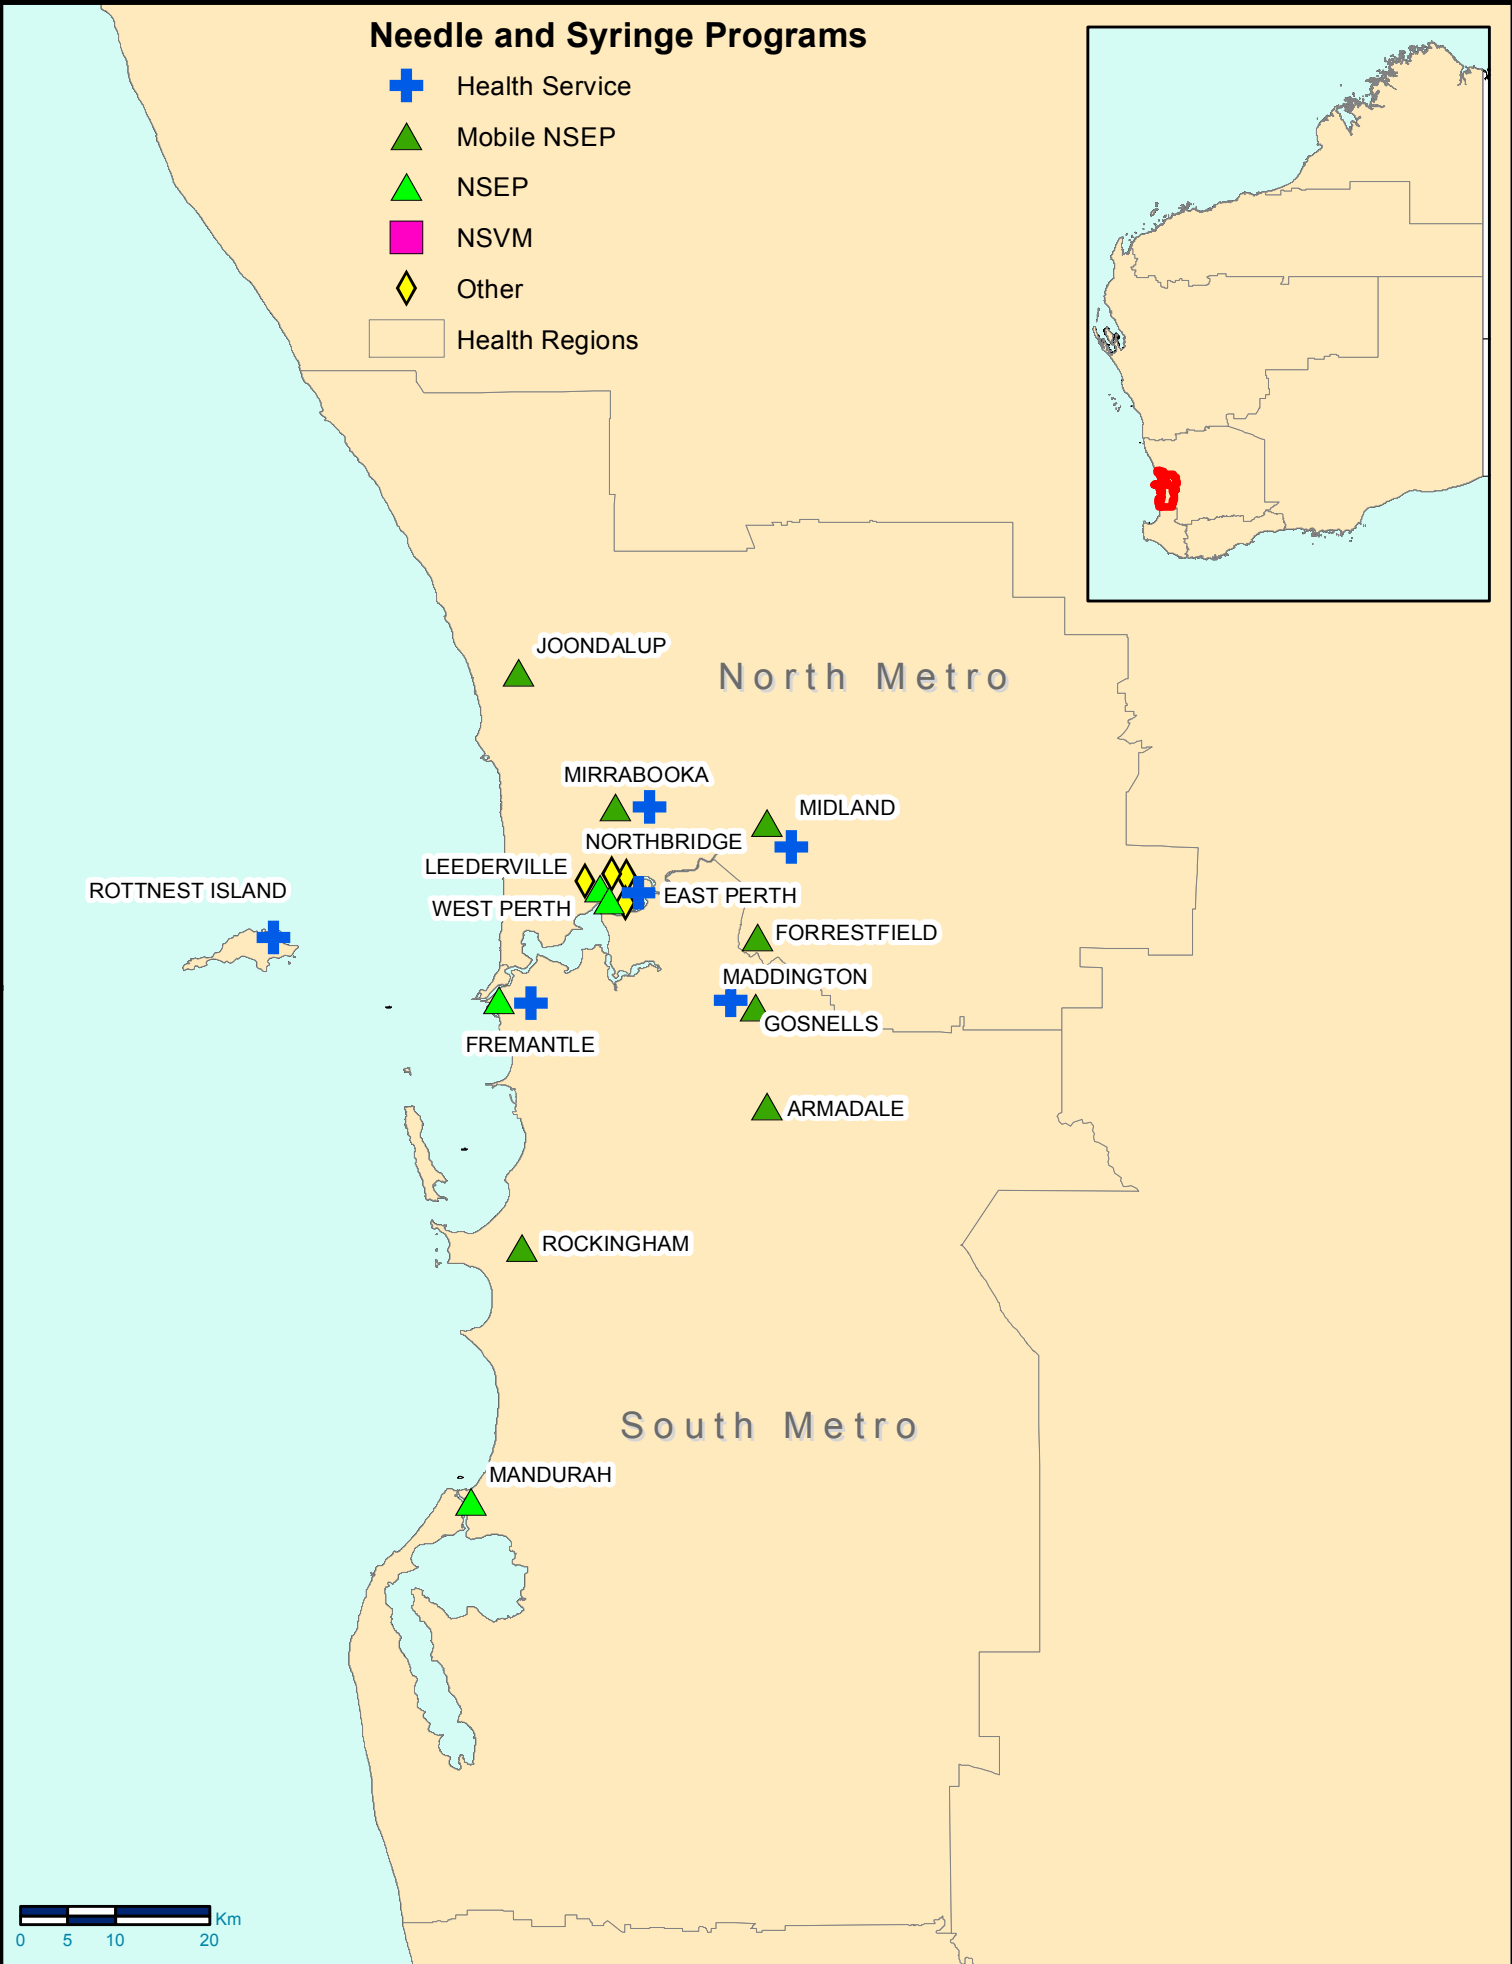 Needle and Syringe Programs
Health Service
Mobile NSEP
NSEP
NSVM
Other
Health Regions
JOONDALUP
North Metro
MIRRABOOKA
MIDLAND
NORTHBRIDGE
LEEDERVILLE
ROTTNEST ISLAND
EAST PERTH
WEST PERTH
FORRESTFIELD
MADDINGTON
GOSNELLS
FREMANTLE
ARMADALE
ROCKINGHAM
South Metro
MANDURAH
Km
0 5 10 20